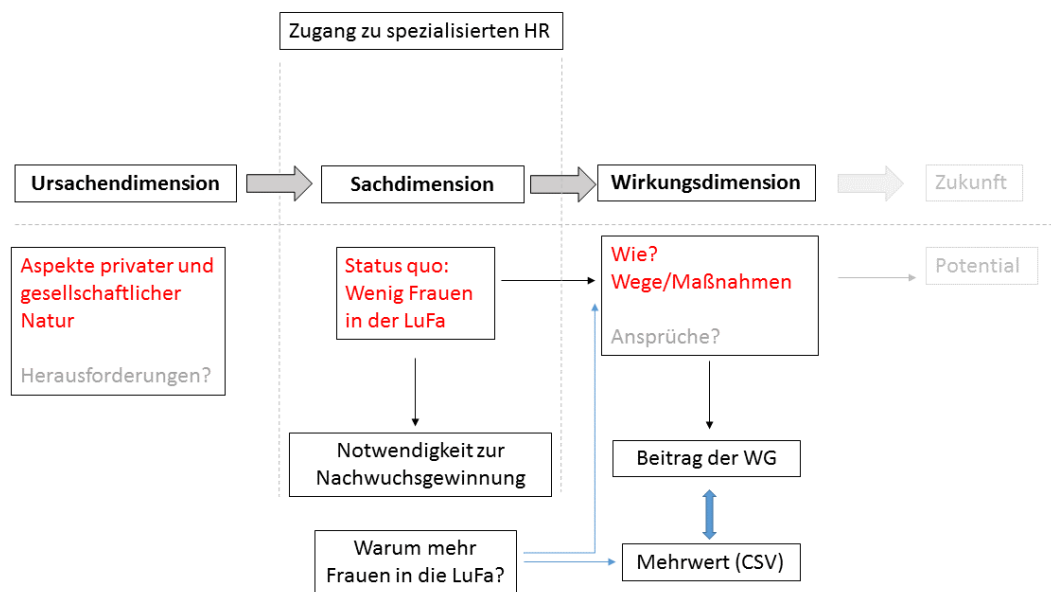 Zugang zu spezialisierten HR
Ursachendimension
Sachdimension
Wirkungsdimension
Zukunft
Aspekte privater und
gesellschaftlicher
Natur
Herausforderungen?
Status quo:
Wenig Frauen
in der LuFa
Wie?
Wege/Maßnahmen
Ansprüche?
Potential
Notwendigkeit zur
Nachwuchsgewinnung
Beitrag der WG
Warum mehr
Frauen in die LuFa?
Mehrwert (CSV)